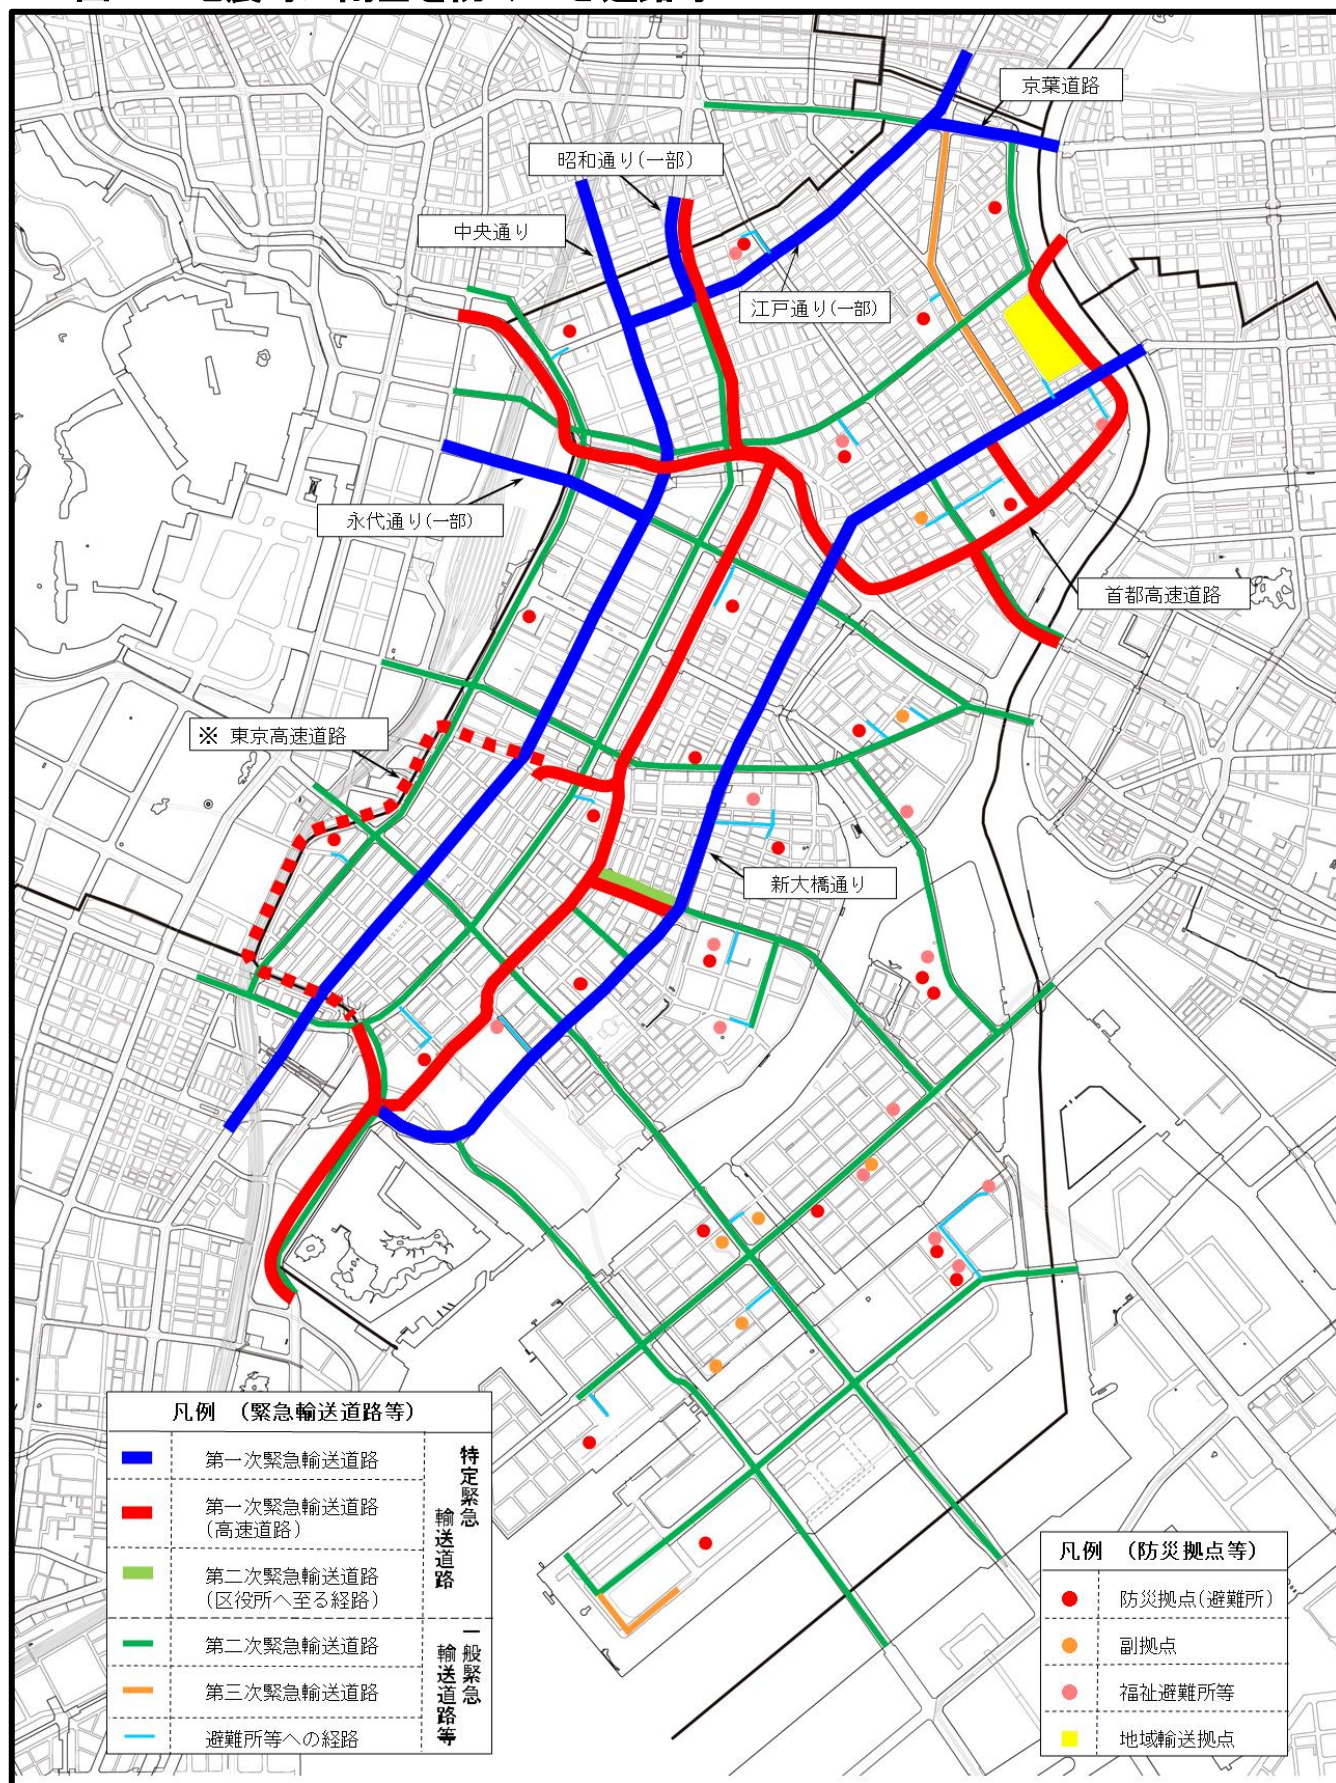 京葉道路
昭和通り(一部)
中央通り
江戸通り(一部)
永代通り(一部)
首都高速道路
※ 東京高速道路
新大橋通り
凡例 (緊急輸送道路等)
第一次緊急輸送道路
第一次緊急輸送道路
(高速道路)
第二次緊急輸送道路
(区役所へ至る経路)
特定緊急
輸送道路
第二次緊急輸送道路
第三次緊急輸送道路
避難所等への経路
一般緊急
輸送道路等
凡例 (防災拠点等)
防災拠点(避難所)
副拠点
福祉避難所等
地域輸送拠点